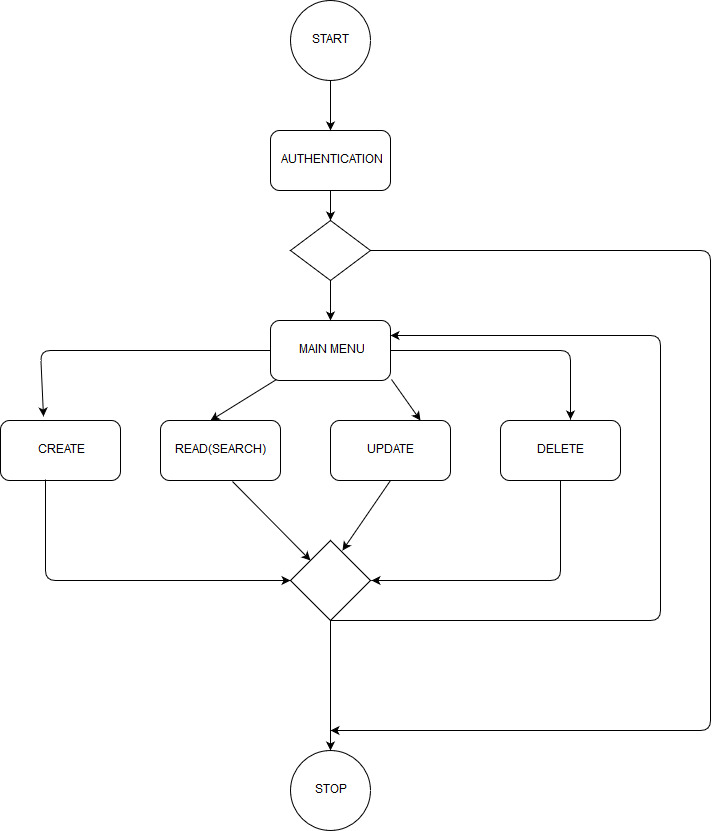 START
AUTHENTICATION
MAIN MENU
CREATE
READ(SEARCH)
UPDATE
DELETE
STOP